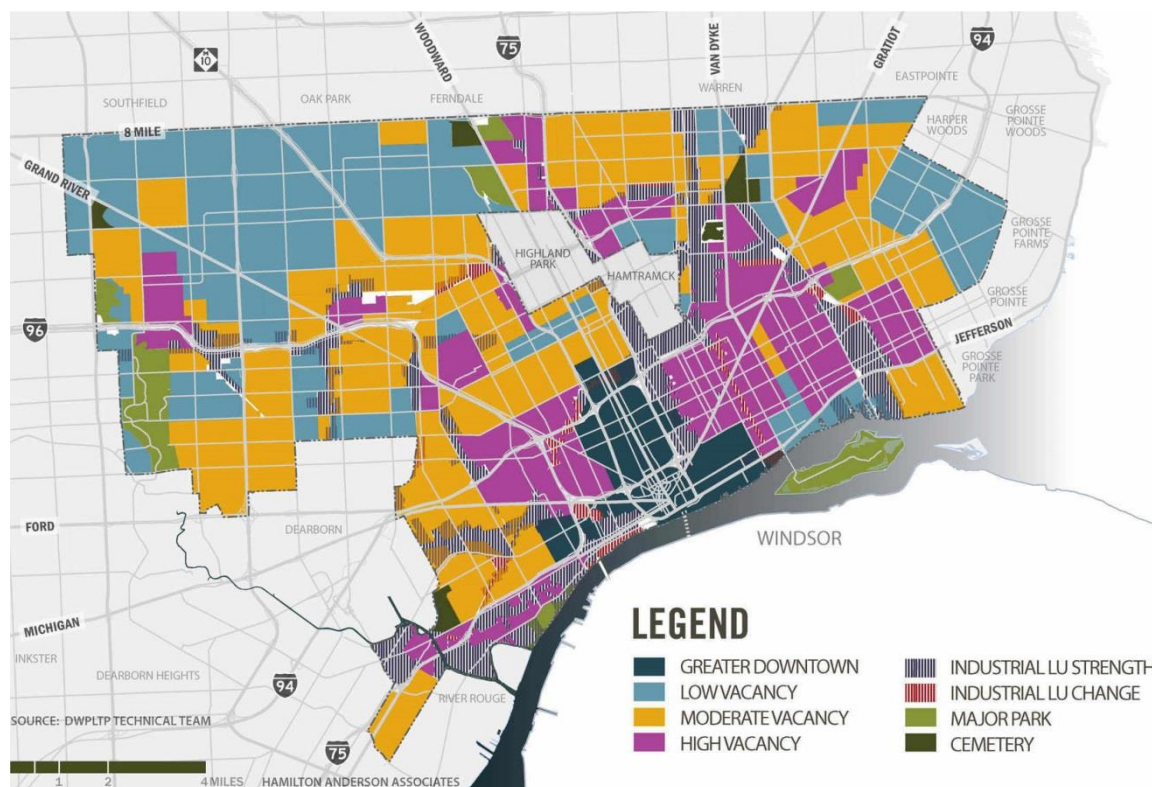 M
10
WOODWARD
75
VAN DYKE
GRATIOT
94
SOUTHFIELD
OAK PARK
FERNDALE
WARREN
EASTPOINTE
8 MILE
HARPER
WOODS
GROSSE
POINTE
WOODS
GRAND RIVER
HIGHLAND
PARK
HAMTRAMCK
GROSSE
POINTE
FARMS
GROSSE
POINTE
96
JEFFERSON
GROSSE
POINTE
PARK
FORD
DEARBORN
WINDSOR
MICHIGAN
INKSTER
DEARBORN HEIGHTS
94
RIVER ROUGE
75
SOURCE: DWPLTP TECHNICAL TEAM
1 2 4 MILES
HAMILTON ANDERSON ASSOCIATES
LEGEND
GREATER DOWNTOWN
LOW VACANCY
MODERATE VACANCY
HIGH VACANCY
INDUSTRIAL LU STRENGTH
INDUSTRIAL LU CHANGE
MAJOR PARK
CEMETERY